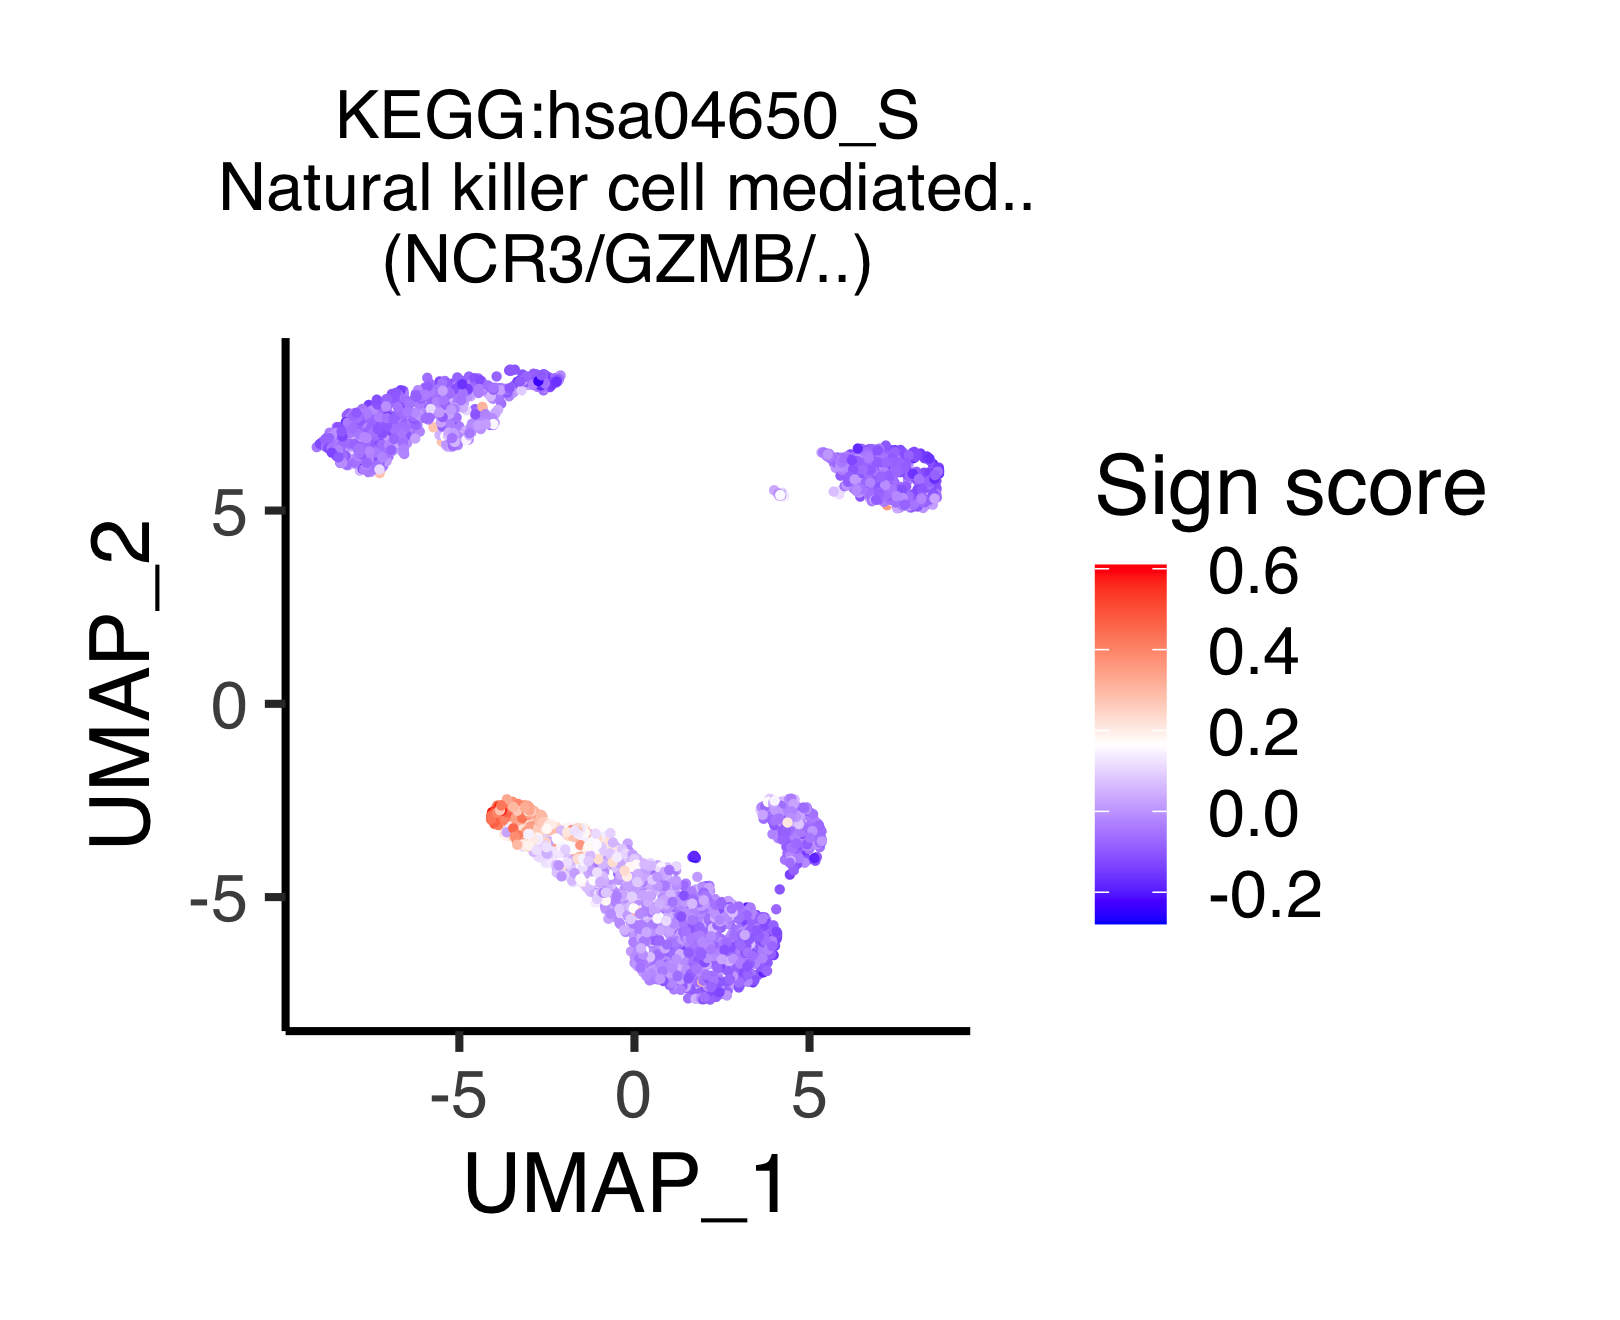 KEGG:hsa04650_S
Natural killer cell mediated..
(NCR3/GZMB/..)
UMAP_2
5
0
-5
-5 0 5
UMAP_1
Sign score
0.6
0.4
0.2
0.0
-0.2